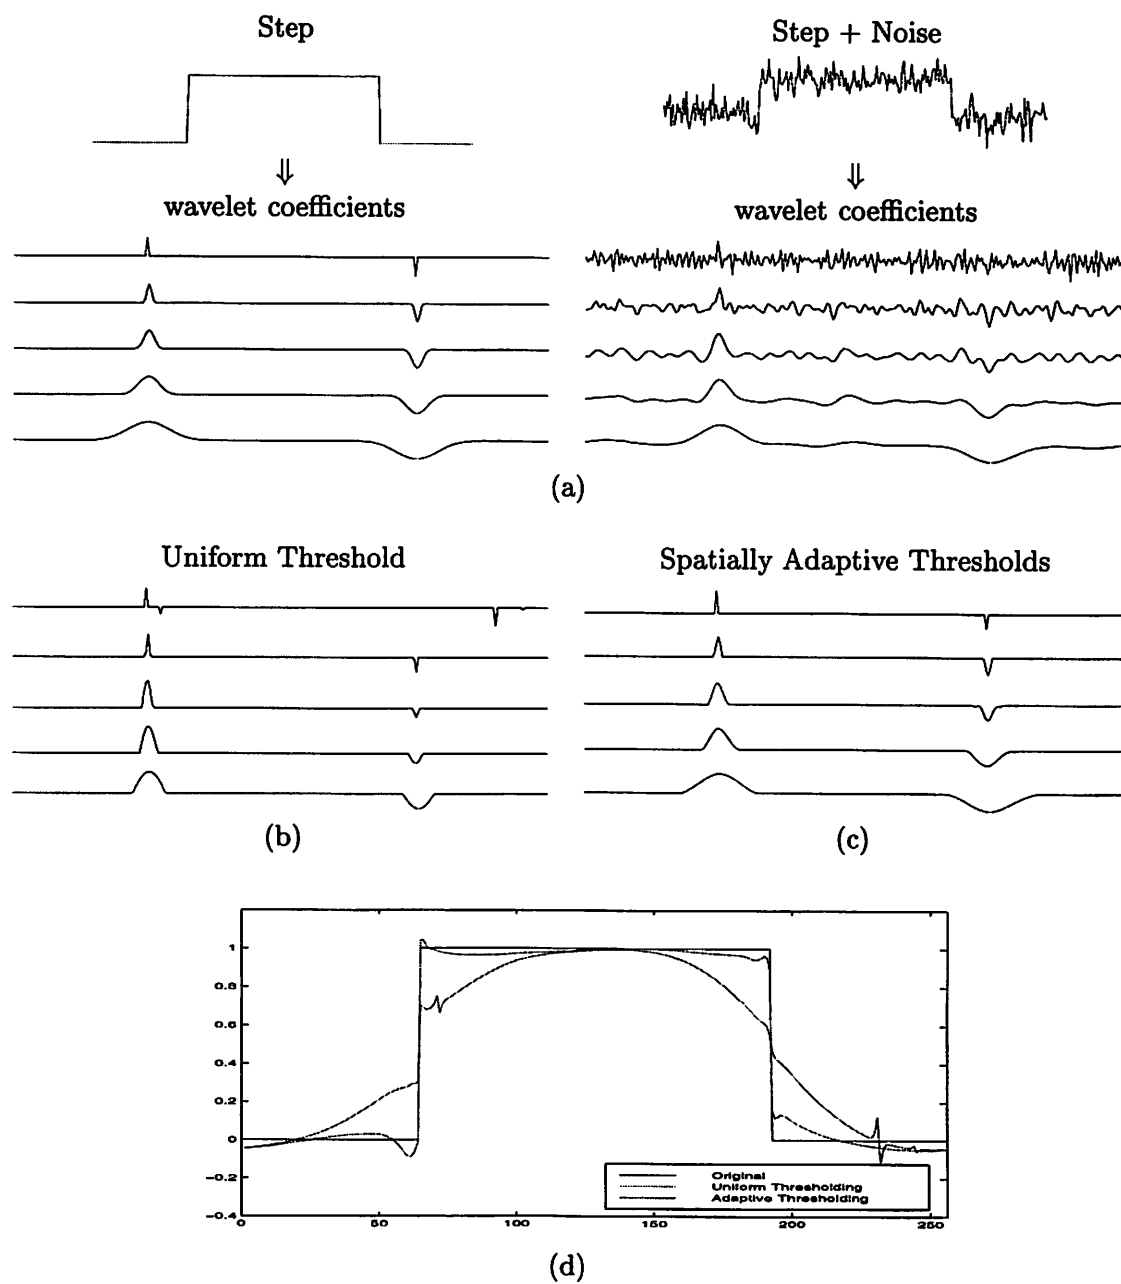 Step
Step + Noise
⇓
⇓
wavelet coefficients
wavelet coefficients
(a)
Uniform Threshold
Spatially Adaptive Thresholds
(b)
(c)
1
0.8
0.6
0.4
0.2
0
−0.2
−0.4
Original
Uniform Thresholding
Adaptive Thresholding
0
50
100
150
200
250
(d)